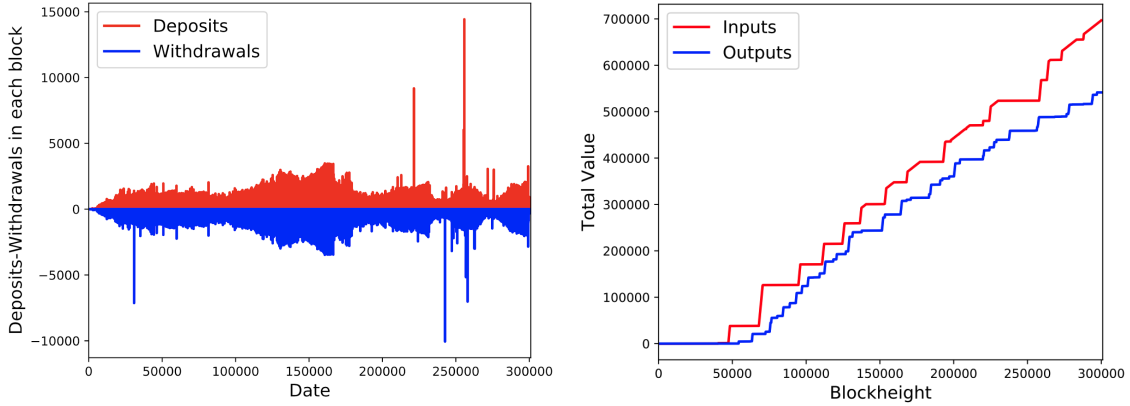 Deposits-Withdrawals in each block
15000
10000
5000
0
−5000
−10000
Deposits
Withdrawals
0 50000 100000 150000 200000 250000 300000
Date
Total Value
700000
600000
500000
400000
300000
200000
100000
0
Inputs
Outputs
0 50000 100000 150000 200000 250000 300000
Blockheight